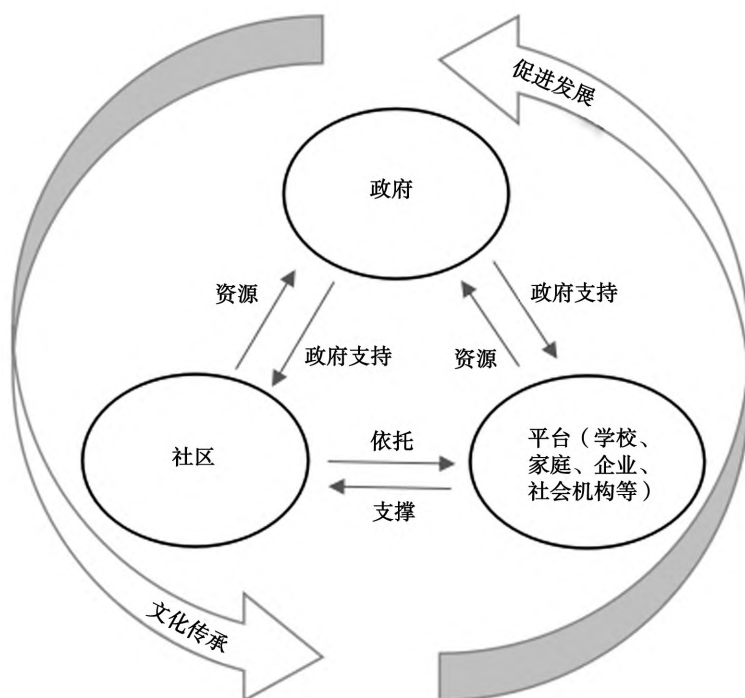 促进发展
政府
资源
政府支持
政府支持
资源
社区
依托
平台（学校、
家庭、企业、
社会机构等）
支撑
文化传承